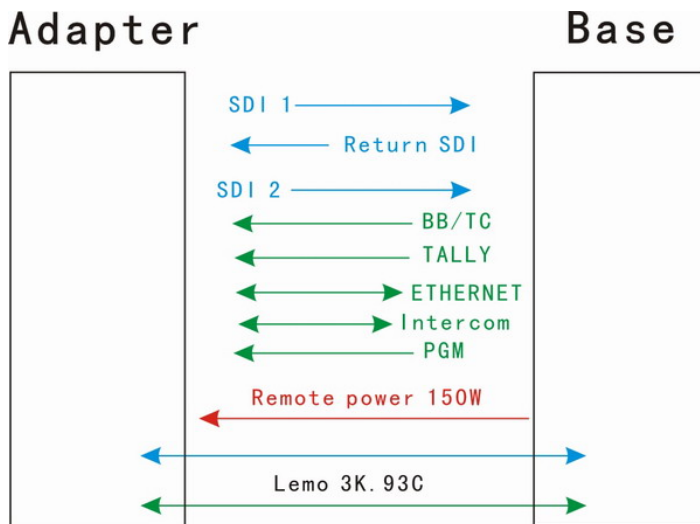 Adapter Base
SDI 1
Return SDI
SDI 2
BB/TC
TALLY
ETHERNET
Intercom
PGM
Remote power 150W
Lemo 3K.93C